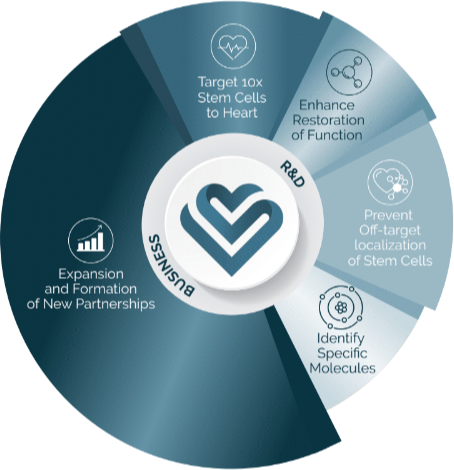 Target 10x
Stem Cells
to Heart
Enhance
Restoration
of Function
R&D
Prevent
Off-target
localization
of Stem Cells
BUSINESS
Expansion
and Formation
of New Partnerships
Identify
Specific
Molecules